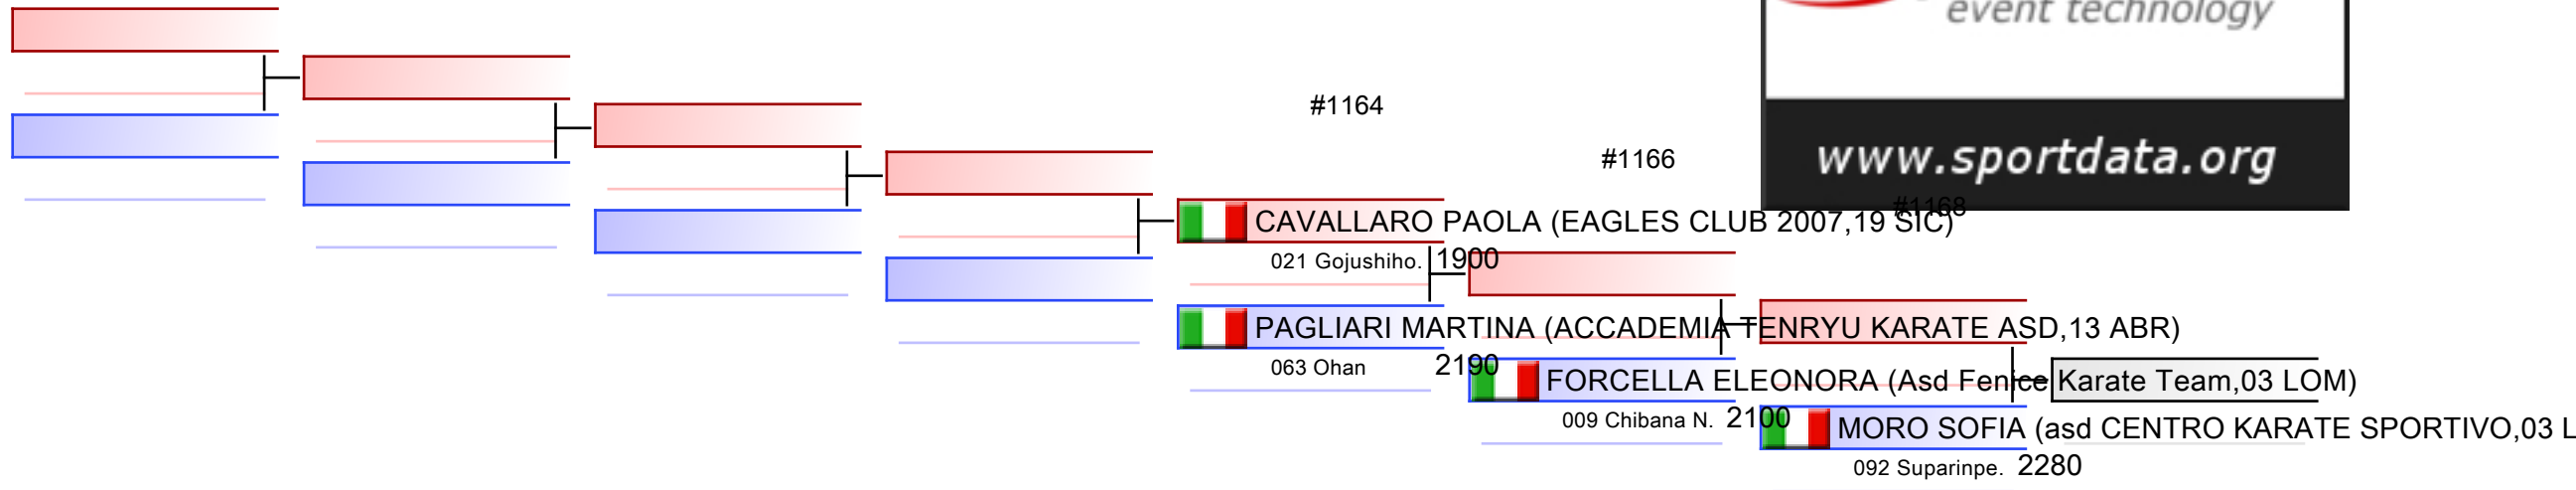 event technology
#1164
#1166
www.sportdata.org
#1168
CAVALLARO PAOLA (EAGLES CLUB 2007,19 SIC)
021 Gojushiho. 1900
PAGLIARI MARTINA (ACCADEMIA TENRYU KARATE ASD,13 ABR)
063 Ohan 2190
FORCELLA ELEONORA (Asd Fenice Karate Team,03 LOM)
009 Chibana N. 2100
MORO SOFIA (asd CENTRO KARATE SPORTIVO,03 L
092 Suparinpe. 2280